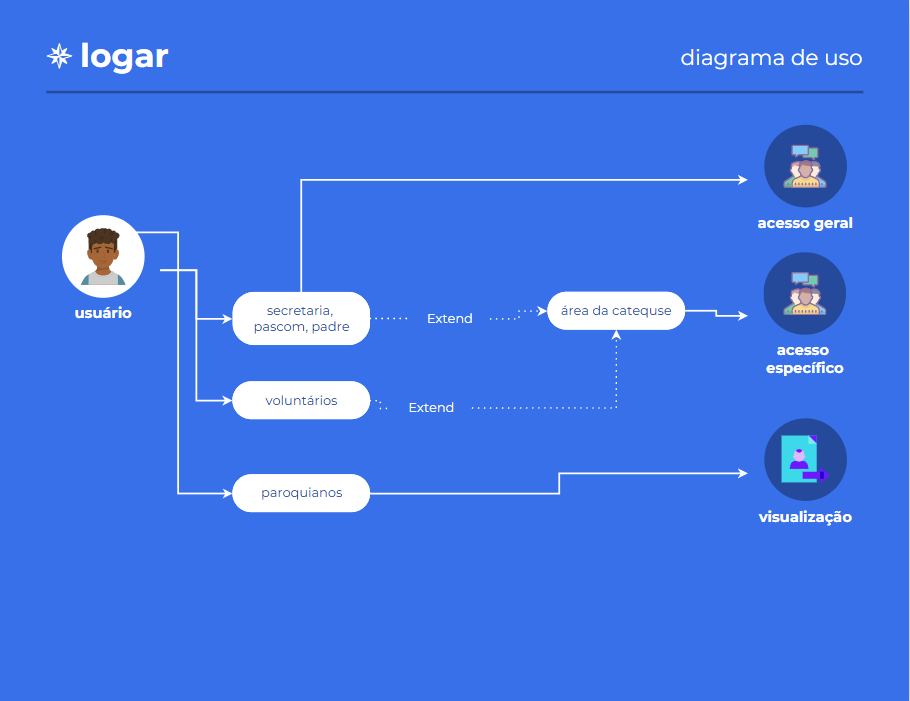 logar
diagrama de uso
acesso geral
usuário
secretaria,
pascom, padre
Extend
área da catequse
acesso
específico
voluntários
Extend
paroquianos
visualização